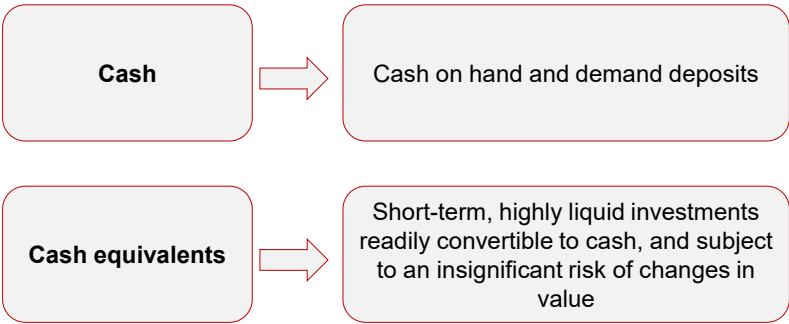 Cash
Cash on hand and demand deposits
Cash equivalents
Short-term, highly liquid investments
readily convertible to cash, and subject
to an insignificant risk of changes in
value